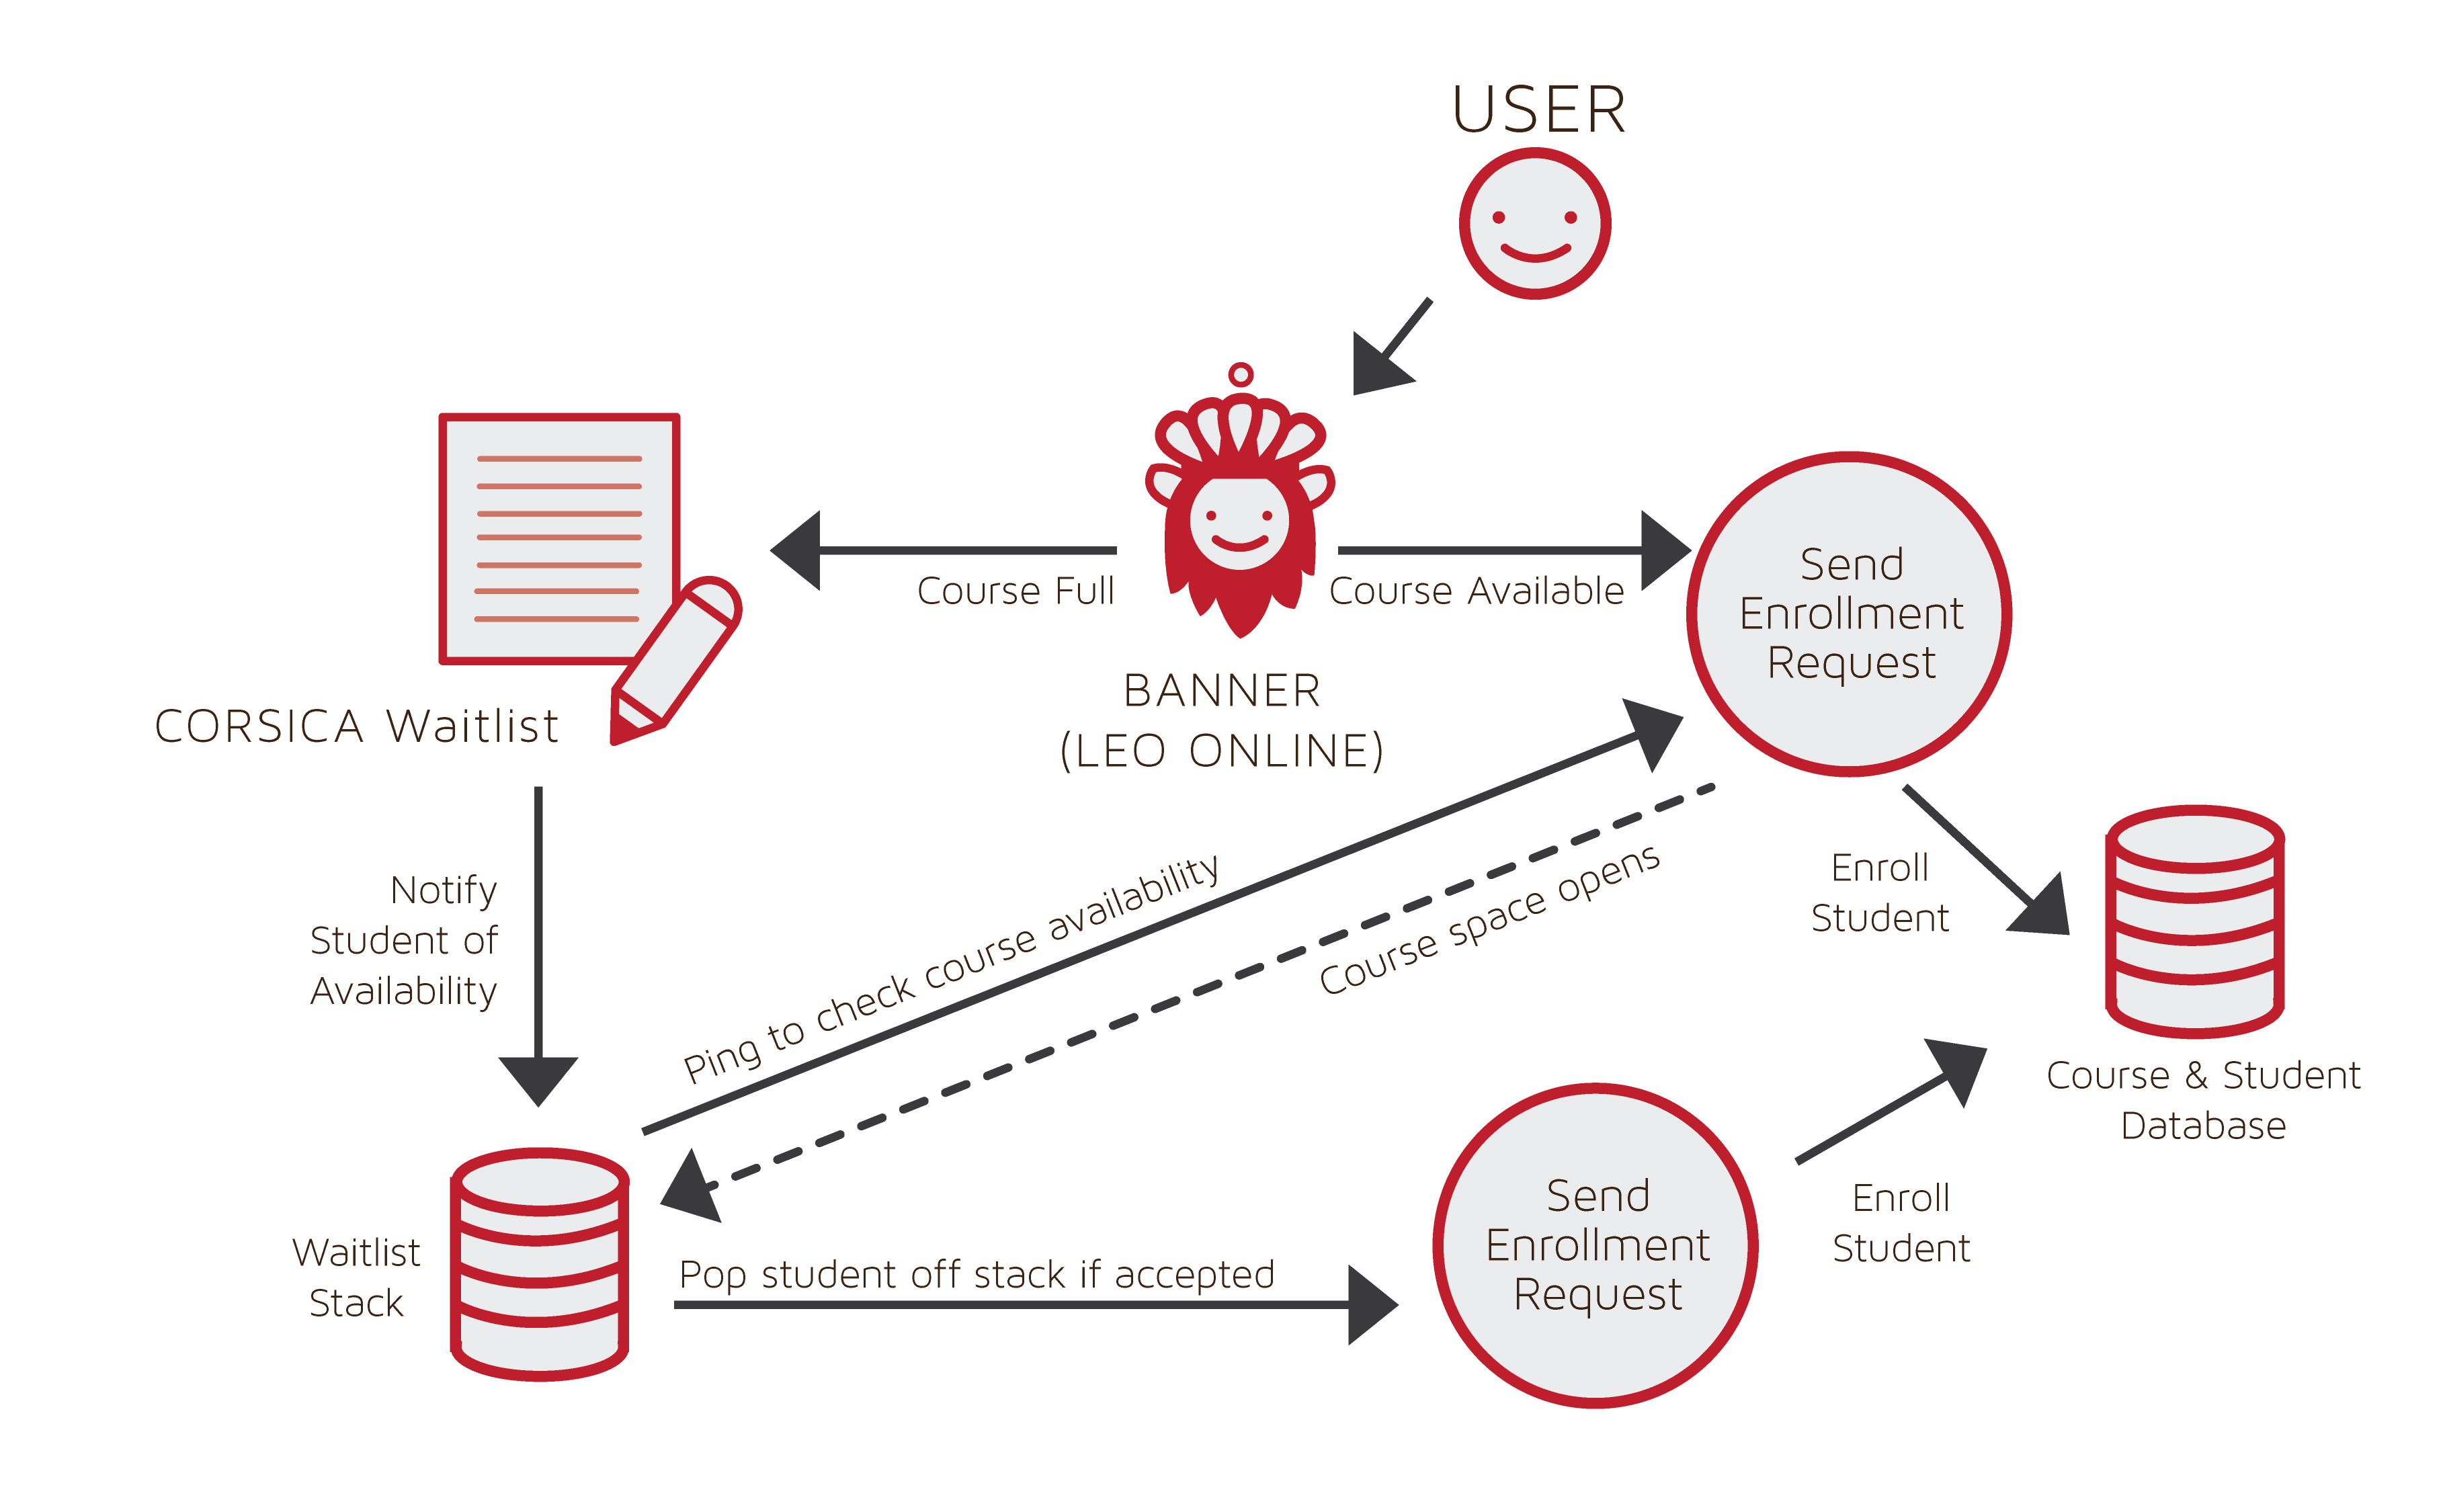 USER
Course Full
Course Available
Send
Enrollment
Request
BANNER
(LEO ONLINE)
CORSICA Waitlist
Notify
Student of
Availability
Ping to check course availability
Course space opens
Enroll
Student
Course & Student
Database
Waitlist
Stack
Pop student off stack if accepted
Send
Enrollment
Request
Enroll
Student